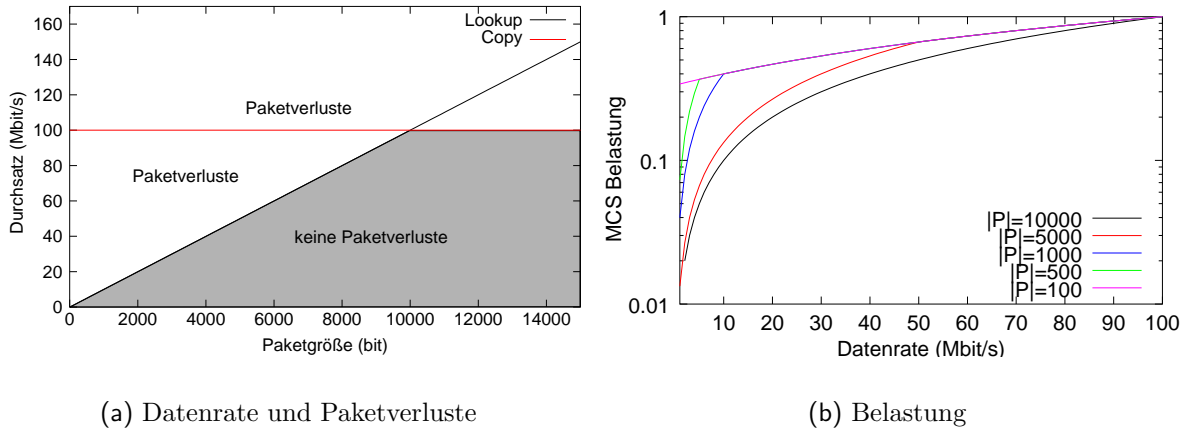 Durchsatz (Mbit/s)
160
140
120
100
80
60
40
20
0
Lookup
Copy
Paketverluste
Paketverluste
keine Paketverluste
0 2000 4000 6000 8000 10000 12000 14000
Paketgröße (bit)
(a) Datenrate und Paketverluste
MCS Belastung
1
0.1
0.01
|P|=10000
|P|=5000
|P|=1000
|P|=500
|P|=100
10 20 30 40 50 60 70 80 90 100
Datenrate (Mbit/s)
(b) Belastung